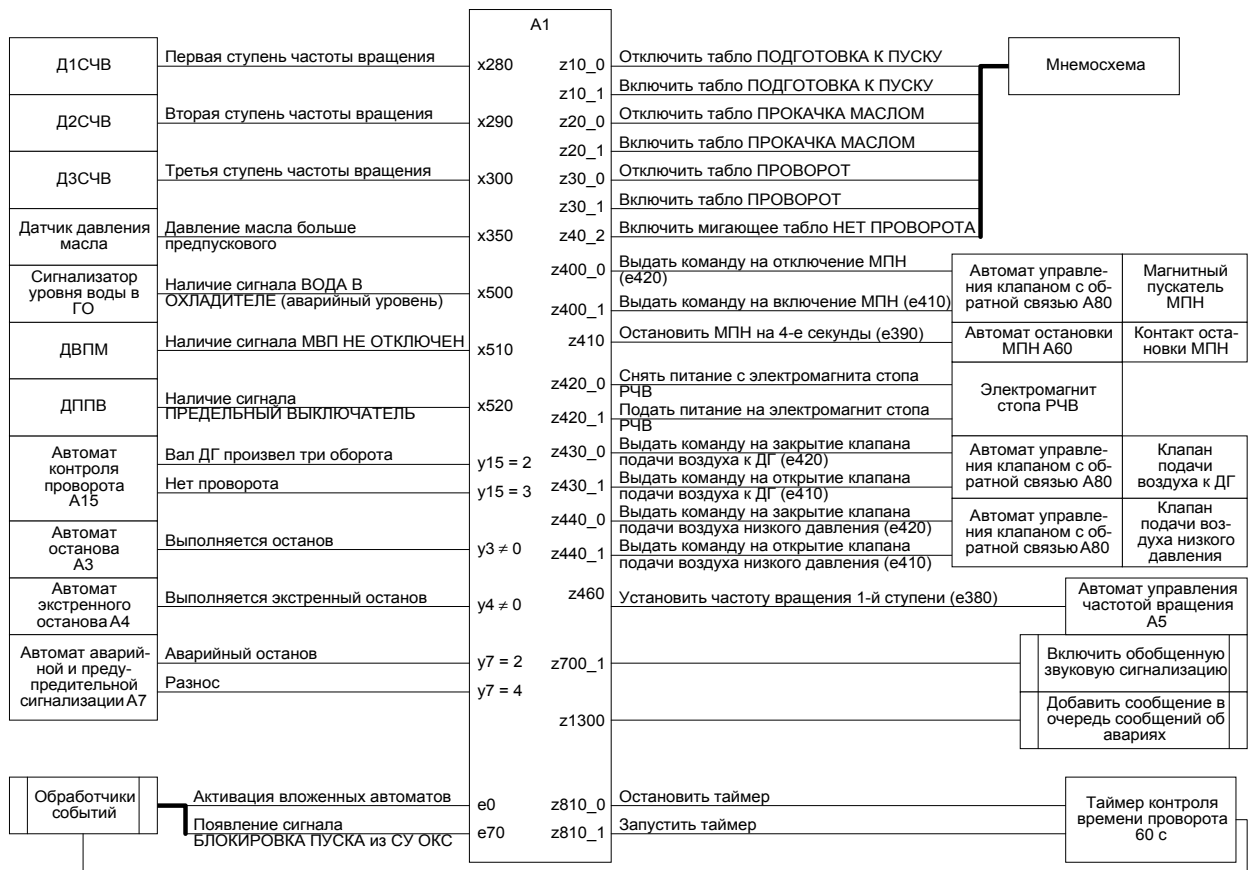 А1
Д1СЧВ
Первая ступень частоты вращения
x280
Д2СЧВ
Вторая ступень частоты вращения
x290
Д3СЧВ
Третья ступень частоты вращения
x300
Датчик давления
масла
Давление масла больше
предпускового
x350
Сигнализатор
уровня воды в
ГО
Наличие сигнала ВОДА В
ОХЛАДИТЕЛЕ (аварийный уровень)
x500
ДВПМ
Наличие сигнала МВП НЕ ОТКЛЮЧЕН
x510
ДППВ
Наличие сигнала
ПРЕДЕЛЬНЫЙ ВЫКЛЮЧАТЕЛЬ
x520
Автомат
контроля
проворота
А15
Вал ДГ произвел три оборота
y15 = 2
Нет проворота
y15 = 3
Автомат
останова
А3
Выполняется останов
y3 ≠ 0
Автомат
экстренного
останова А4
Выполняется экстренный останов
y4 ≠ 0
Автомат аварий-
ной и преду-
предительной
сигнализации А7
Аварийный останов
y7 = 2
Разнос
y7 = 4
Обработчики
событий
Активация вложенных автоматов
e0
Появление сигнала
БЛОКИРОВКА ПУСКА из СУ ОКС
e70
z10_0
Отключить табло ПОДГОТОВКА К ПУСКУ
z10_1
Включить табло ПОДГОТОВКА К ПУСКУ
z20_0
Отключить табло ПРОКАЧКА МАСЛОМ
z20_1
Включить табло ПРОКАЧКА МАСЛОМ
z30_0
Отключить табло ПРОВОРОТ
z30_1
Включить табло ПРОВОРОТ
z40_2
Включить мигающее табло НЕТ ПРОВОРОТА
Мнемосхема
z400_0
Выдать команду на отключение МПН
(e420)
z400_1
Выдать команду на включение МПН (e410)
Автомат управле-
ния клапаном с об-
ратной связью А80
Магнитный
пускатель
МПН
z410
Остановить МПН на 4-е секунды (e390)
Автомат остановки
МПН А60
Контакт оста-
новки МПН
z420_0
Снять питание с электромагнита стопа
РЧВ
z420_1
Подать питание на электромагнит стопа
РЧВ
Электромагнит
стопа РЧВ
z430_0
Выдать команду на закрытие клапана
подачи воздуха к ДГ (e420)
z430_1
Выдать команду на открытие клапана
подачи воздуха к ДГ (e410)
Автомат управле-
ния клапаном с об-
ратной связью А80
Клапан
подачи
воздуха к ДГ
z440_0
Выдать команду на закрытие клапана
подачи воздуха низкого давления (e420)
z440_1
Выдать команду на открытие клапана
подачи воздуха низкого давления (e410)
Автомат управле-
ния клапаном с об-
ратной связью А80
Клапан
подачи воз-
духа низкого
давления
z460
Установить частоту вращения 1-й ступени (e380)
Автомат управления
частотой вращения
А5
z700_1
Включить обобщенную
звуковую сигнализацию
z1300
Добавить сообщение в
очередь сообщений об
авариях
z810_0
Остановить таймер
z810_1
Запустить таймер
Таймер контроля
времени проворота
60 с